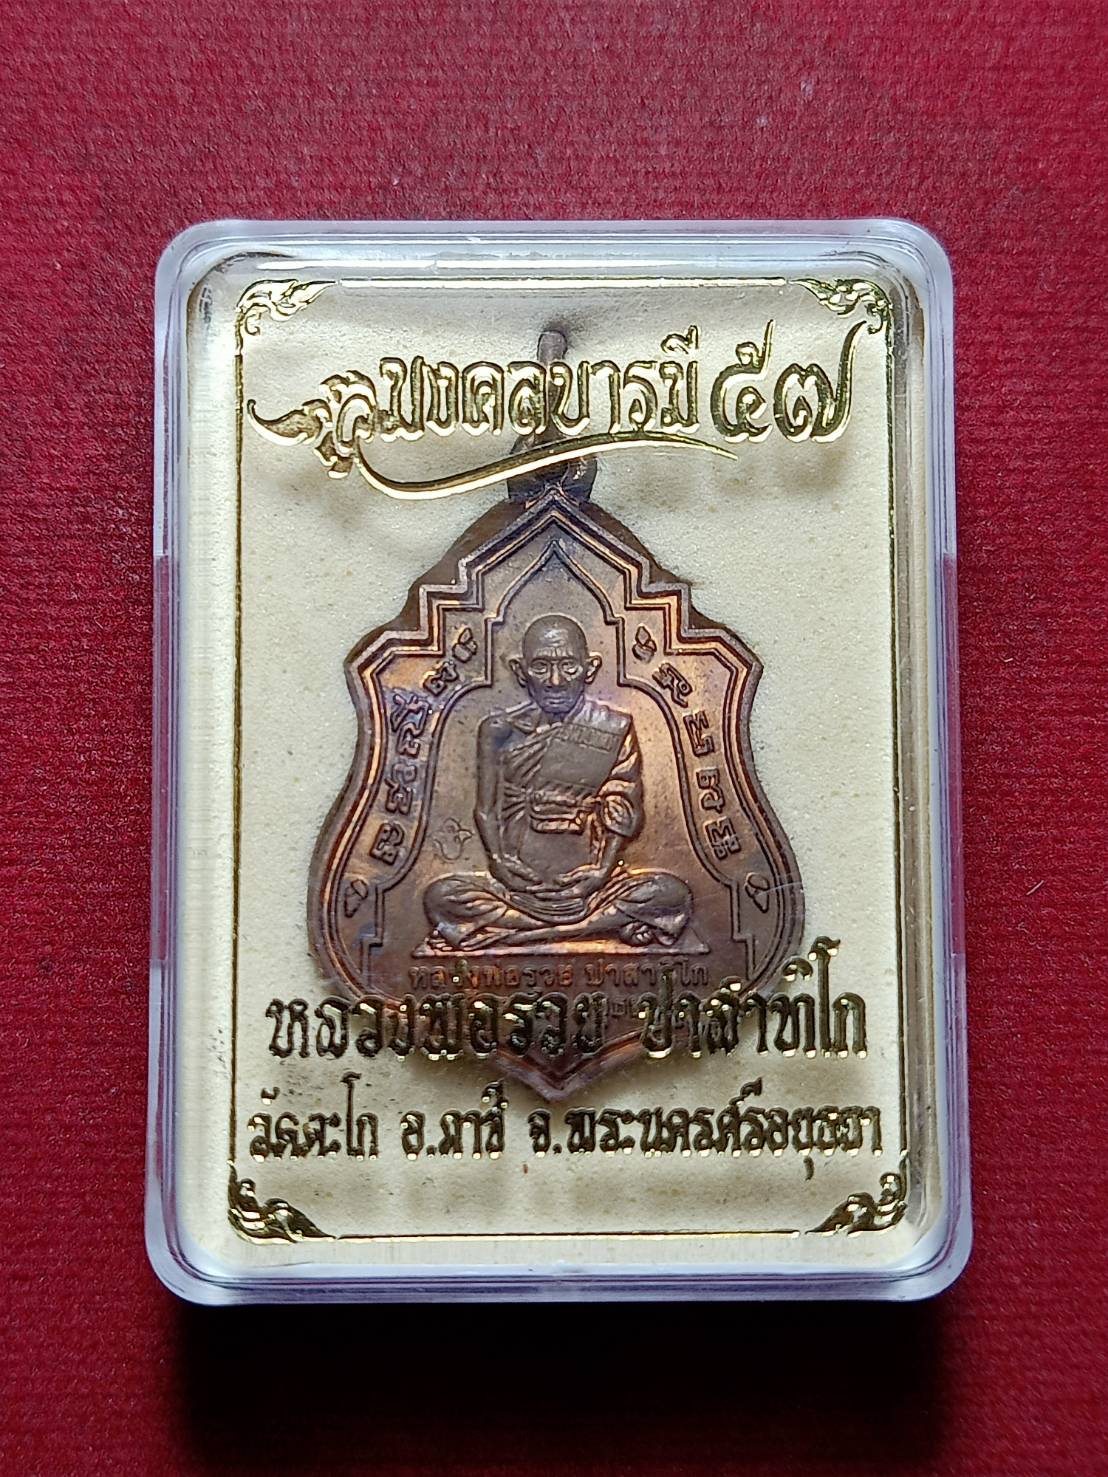 มงคลบารมี ๕๗
หลวงพ่อรวย ปาสาทิโก
หลวงพ่อรวย ปาสาทิโก
วัดตะโก อ.ภาชี จ.พระนครศรีอยุธยา